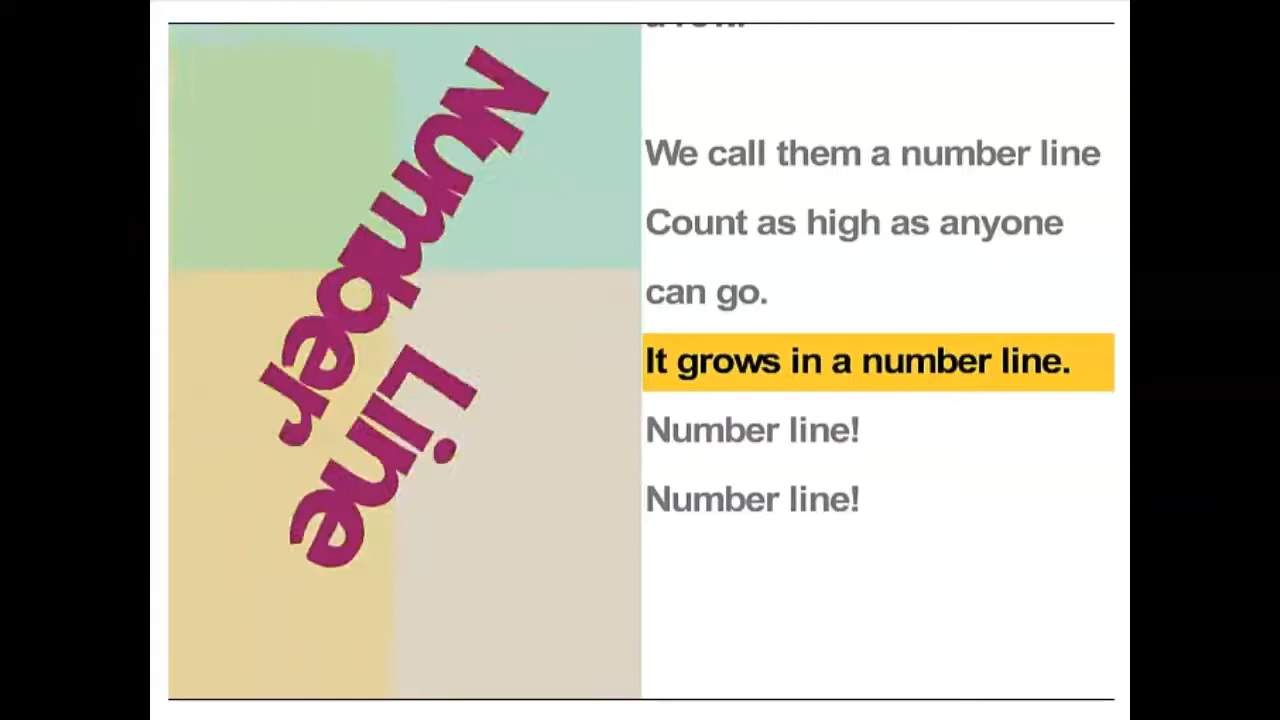 Number
Line
We call them a number line
Count as high as anyone
can go.
It grows in a number line.
Number line!
Number line!